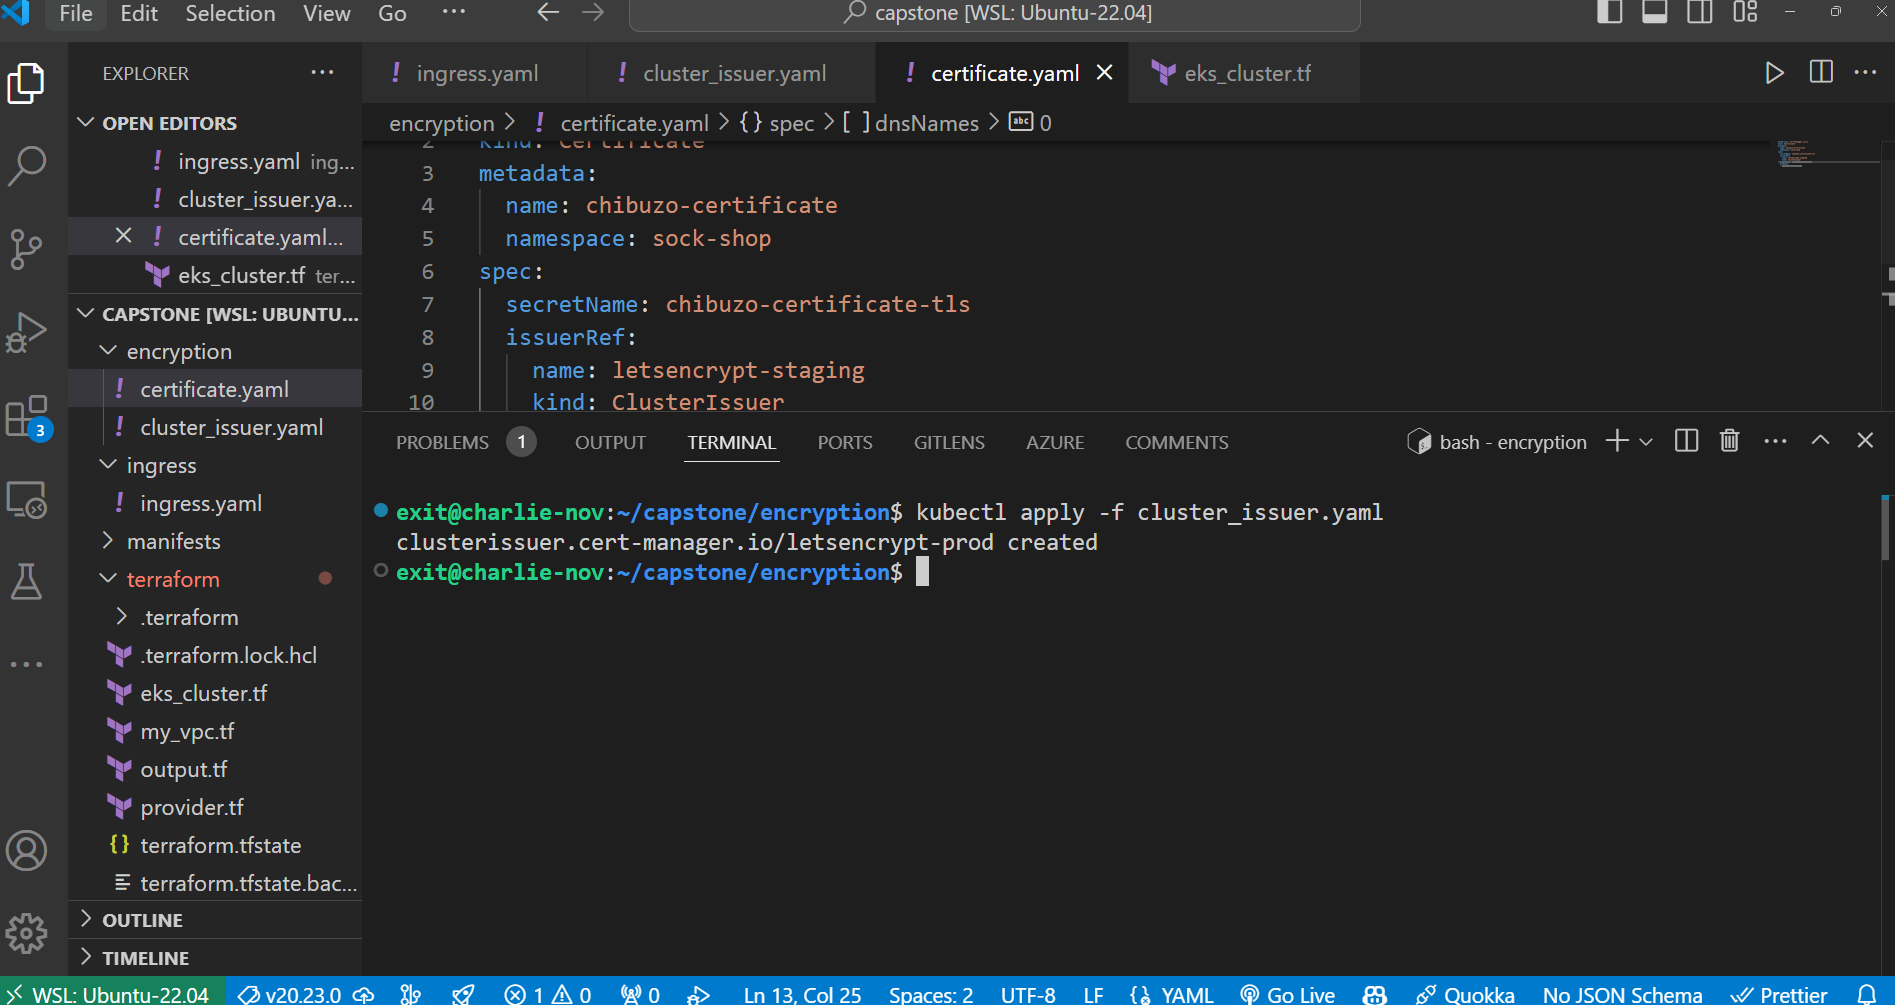 File Edit Selection View Go ··· capstone [WSL: Ubuntu-22.04]
EXPLORER ···
OPEN EDITORS
! ingress.yaml ing...
! cluster_issuer.ya...
! certificate.yaml...
eks_cluster.tf ter...
CAPSTONE [WSL: UBUNTU...
encryption
! certificate.yaml
! cluster_issuer.yaml
ingress
! ingress.yaml
manifests
terraform
.terraform
.terraform.lock.hcl
eks_cluster.tf
my_vpc.tf
output.tf
provider.tf
{} terraform.tfstate
terraform.tfstate.bac...
OUTLINE
TIMELINE
3
! ingress.yaml ! cluster_issuer.yaml ! certificate.yaml eks_cluster.tf
encryption > ! certificate.yaml > {} spec > [ ] dnsNames > abc 0
2 kind: Certificate
3 metadata:
4 name: chibuzo-certificate
5 namespace: sock-shop
6 spec:
7 secretName: chibuzo-certificate-tls
8 issuerRef:
9 name: letsencrypt-staging
10 kind: ClusterIssuer
PROBLEMS 1 OUTPUT TERMINAL PORTS GITLENS AZURE COMMENTS bash - encryption
exit@charlie-nov:~/capstone/encryption$ kubectl apply -f cluster_issuer.yaml
clusterissuer.cert-manager.io/letsencrypt-prod created
exit@charlie-nov:~/capstone/encryption$
WSL: Ubuntu-22.04 v20.23.0 1 0 0 Ln 13, Col 25 Spaces: 2 UTF-8 LF YAML Go Live Quokka No JSON Schema Prettier